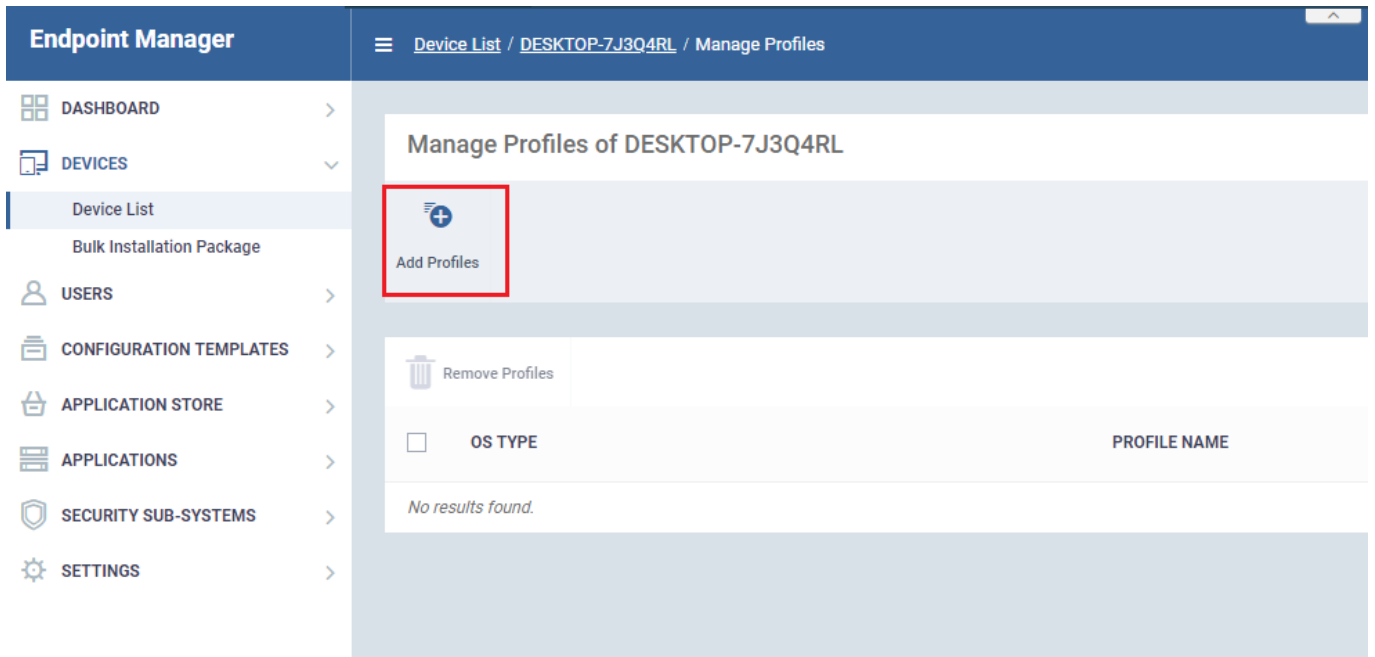 Endpoint Manager
Device List / DESKTOP-7J3Q4RL / Manage Profiles
DASHBOARD
DEVICES
Device List
Bulk Installation Package
USERS
CONFIGURATION TEMPLATES
APPLICATION STORE
APPLICATIONS
SECURITY SUB-SYSTEMS
SETTINGS
Manage Profiles of DESKTOP-7J3Q4RL
Add Profiles
Remove Profiles
OS TYPE PROFILE NAME
No results found.